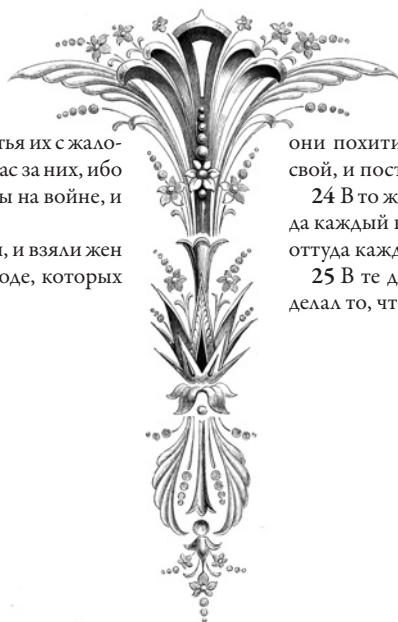 тья их с жало-
ас за них, ибо
ы на войне, и
и, и взяли жен
оде, которых
они похити
свой, и пост
24 В то ж
да каждый
оттуда кажд
25 В те д
делал то, чт